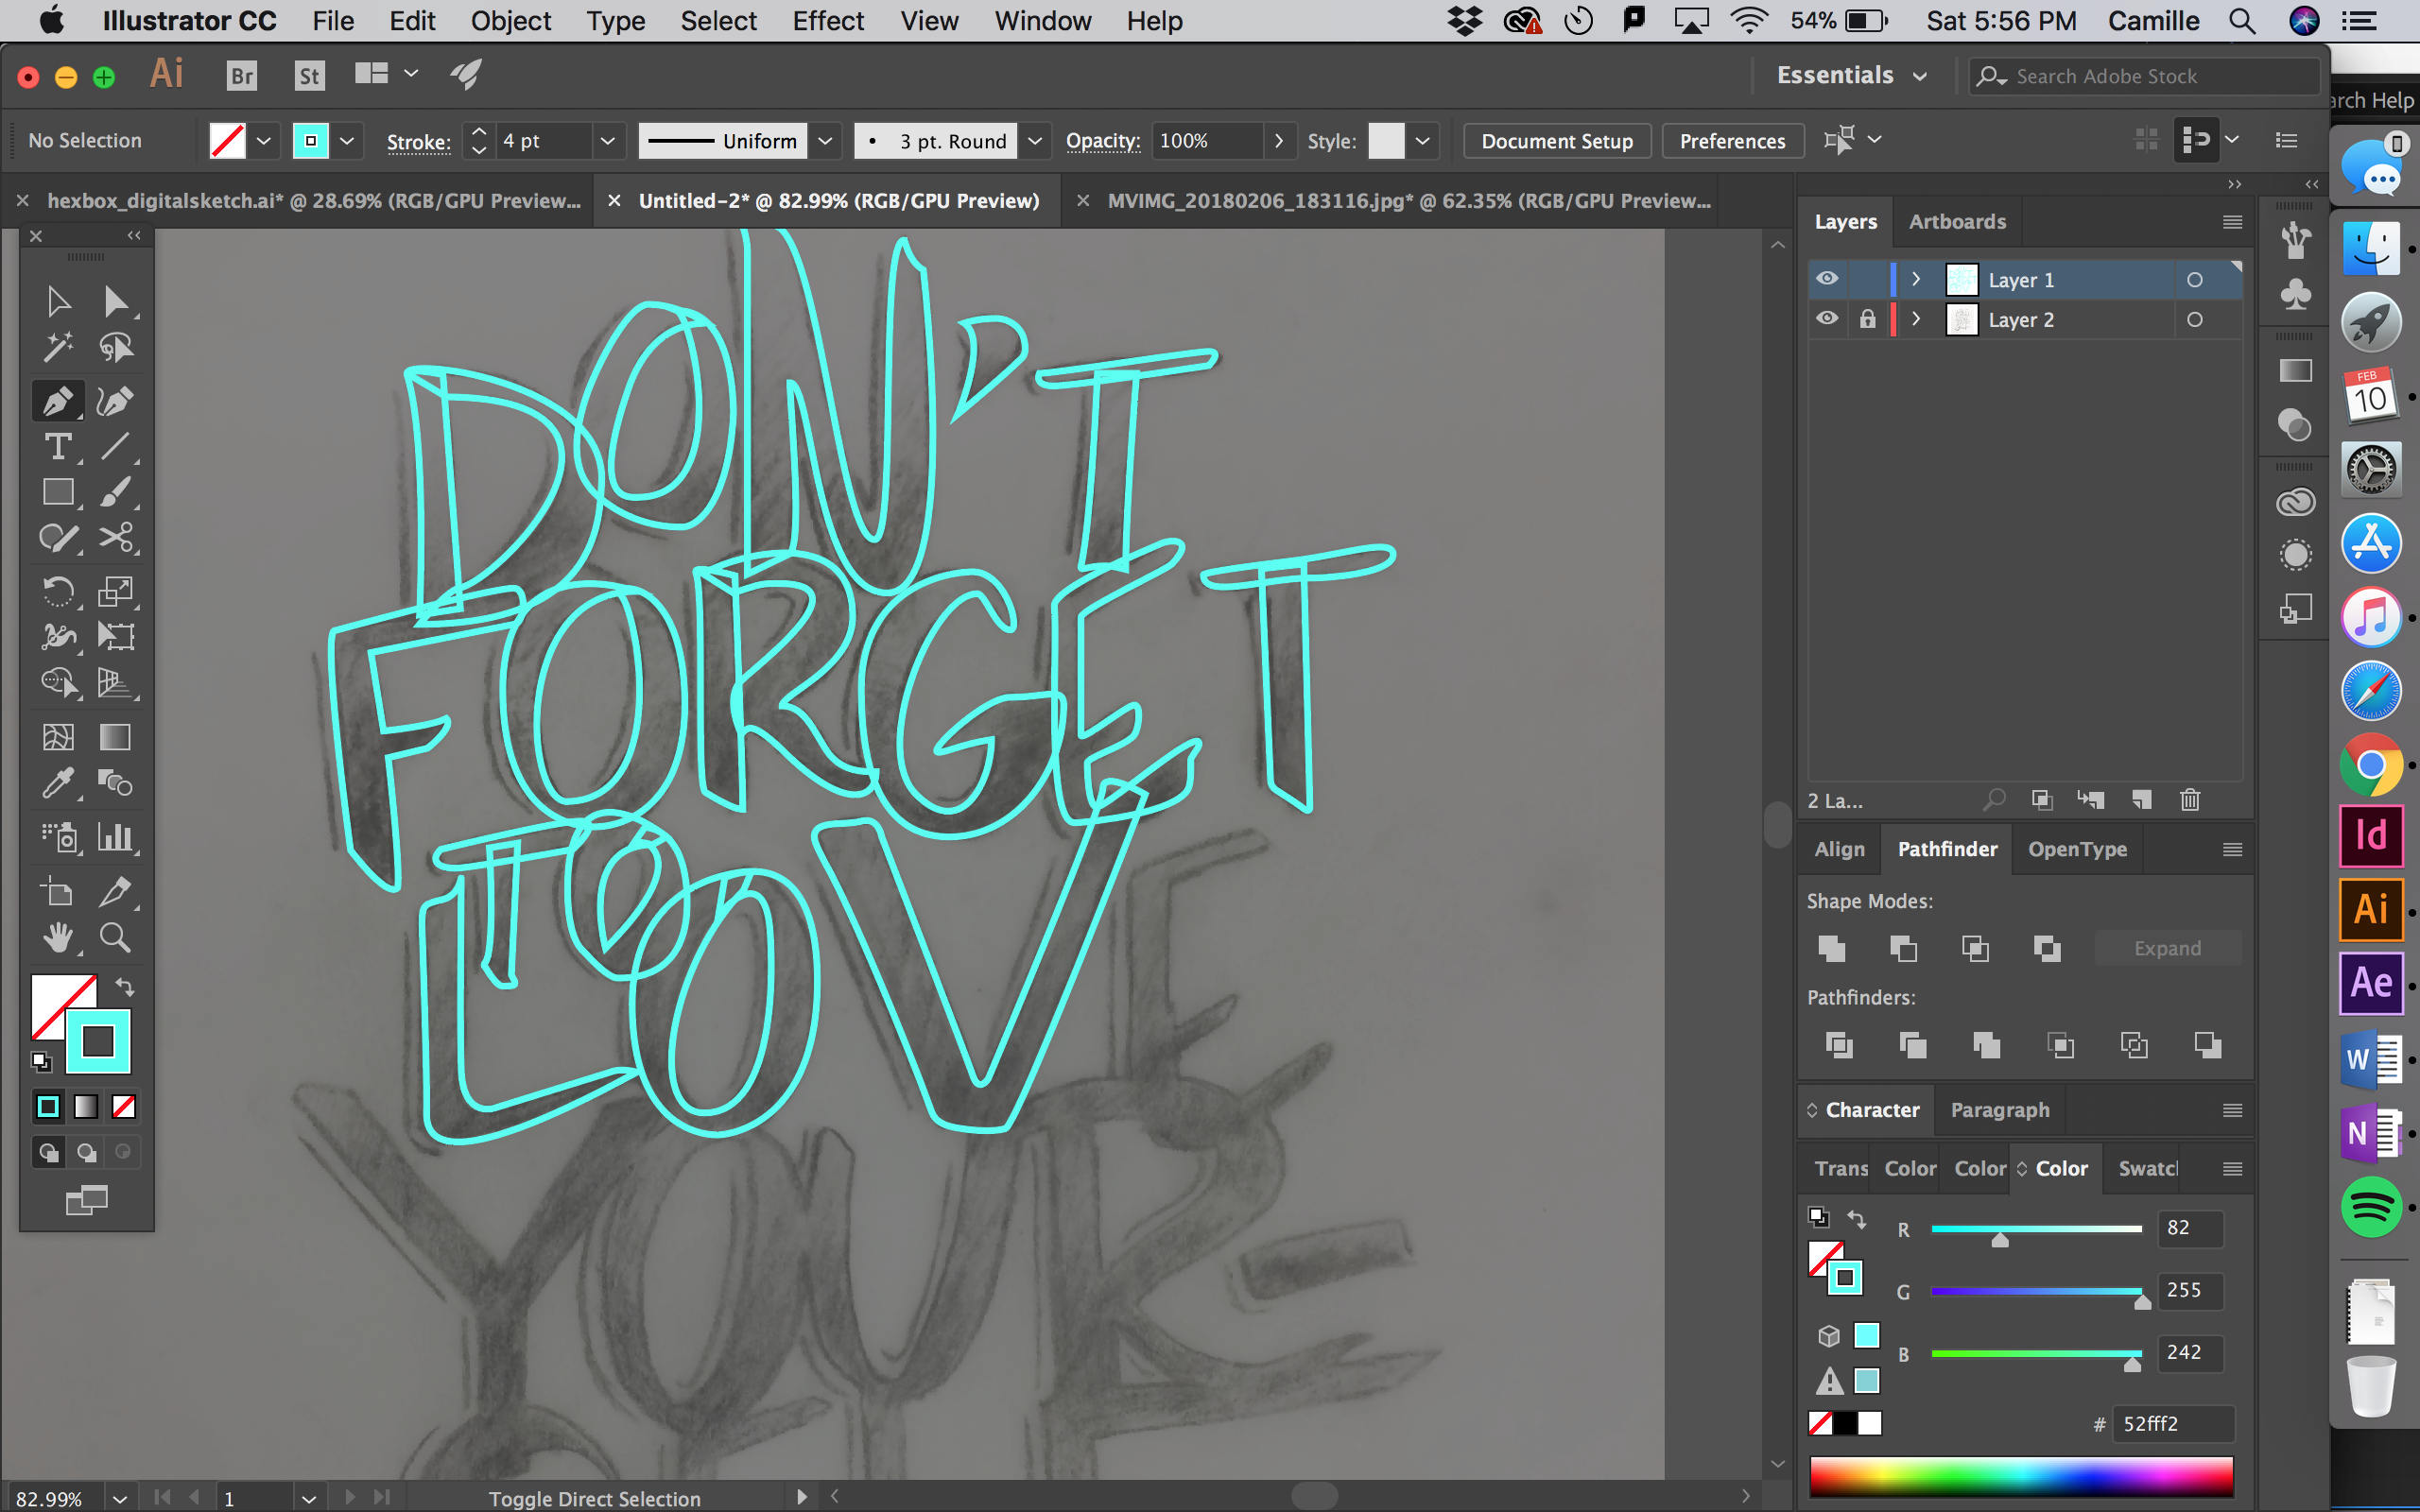 Illustrator CC File Edit Object Type Select Effect View Window Help 54% Sat 5:56 PM Camille
Ai Br St Essentials Search Adobe Stock
arch Help
No Selection Stroke: 4 pt Uniform 3 pt. Round Opacity: 100% Style: Document Setup Preferences
hexbox_digitalsketch.ai* @ 28.69% (RGB/GPU Preview... Untitled-2* @ 82.99% (RGB/GPU Preview) MVIMG_20180206_183116.jpg* @ 62.35% (RGB/GPU Preview...
Layers Artboards
Layer 1
Layer 2
2 La...
Align Pathfinder OpenType
Shape Modes:
Expand
Pathfinders:
Character Paragraph
Trans Color Color Color Swatcl
R 82
G 255
B 242
# 52fff2
DON'T
FORGET
TO
LOVE
YOUR
FEB
10
Id
Ai
Ae
W
N
82.99% 1 Toggle Direct Selection